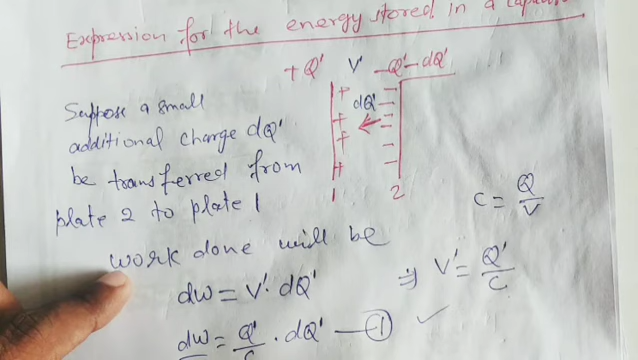 Expression for the energy stored in a
+Q' V' -Q'-dQ'
Suppose a small
additional charge dQ'
be transferred from
plate 2 to plate 1
dQ'
1 2
C = Q/V
work done will be
dw = V'. dQ'
⇒ V' = Q'/C
dw = Q'/C . dQ' —(1) ✓